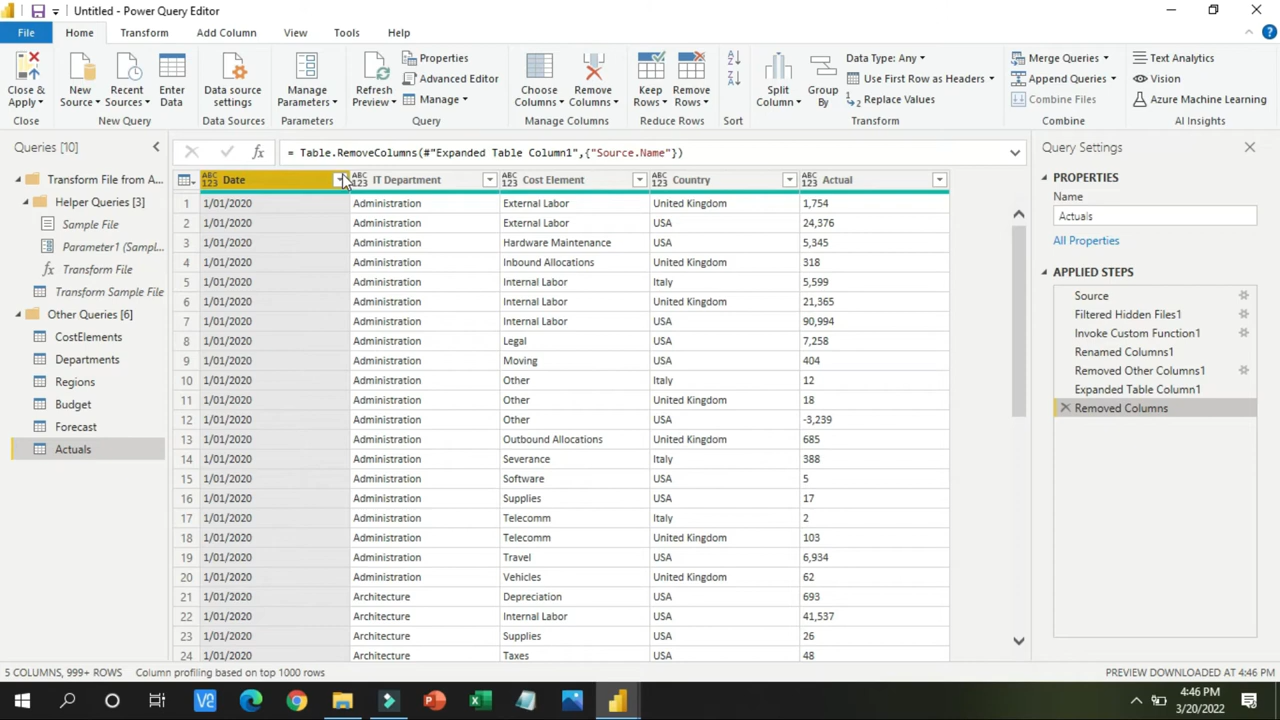 Untitled - Power Query Editor
File Home Transform Add Column View Tools Help
Close & Apply
New Source
Recent Sources
Enter Data
Data source settings
Manage Parameters
Refresh Preview
Properties
Advanced Editor
Manage
Choose Columns
Remove Columns
Keep Rows
Remove Rows
Split Column
Group By
Data Type: Any
Use First Row as Headers
Replace Values
Merge Queries
Append Queries
Combine Files
Text Analytics
Vision
Azure Machine Learning
Close New Query Data Sources Parameters Query Manage Columns Reduce Rows Sort Transform Combine AI Insights
Queries [10]
Transform File from A...
Helper Queries [3]
Sample File
Parameter1 (Sampl...
Transform File
Transform Sample File
Other Queries [6]
CostElements
Departments
Regions
Budget
Forecast
Actuals
= Table.RemoveColumns(#"Expanded Table Column1",{"Source.Name"})
ABC 123 Date ABC 123 IT Department ABC 123 Cost Element ABC 123 Country ABC 123 Actual
1 1/01/2020 Administration External Labor United Kingdom 1,754
2 1/01/2020 Administration External Labor USA 24,376
3 1/01/2020 Administration Hardware Maintenance USA 5,345
4 1/01/2020 Administration Inbound Allocations United Kingdom 318
5 1/01/2020 Administration Internal Labor Italy 5,599
6 1/01/2020 Administration Internal Labor United Kingdom 21,365
7 1/01/2020 Administration Internal Labor USA 90,994
8 1/01/2020 Administration Legal USA 7,258
9 1/01/2020 Administration Moving USA 404
10 1/01/2020 Administration Other Italy 12
11 1/01/2020 Administration Other United Kingdom 18
12 1/01/2020 Administration Other USA -3,239
13 1/01/2020 Administration Outbound Allocations United Kingdom 685
14 1/01/2020 Administration Severance Italy 388
15 1/01/2020 Administration Software USA 5
16 1/01/2020 Administration Supplies USA 17
17 1/01/2020 Administration Telecomm Italy 2
18 1/01/2020 Administration Telecomm United Kingdom 103
19 1/01/2020 Administration Travel USA 6,934
20 1/01/2020 Administration Vehicles United Kingdom 62
21 1/01/2020 Architecture Depreciation USA 693
22 1/01/2020 Architecture Internal Labor USA 41,537
23 1/01/2020 Architecture Supplies USA 26
24 1/01/2020 Architecture Taxes USA 48
Query Settings
PROPERTIES
Name
Actuals
All Properties
APPLIED STEPS
Source
Filtered Hidden Files1
Invoke Custom Function1
Renamed Columns1
Removed Other Columns1
Expanded Table Column1
Removed Columns
5 COLUMNS, 999+ ROWS Column profiling based on top 1000 rows PREVIEW DOWNLOADED AT 4:46 PM
4:46 PM
3/20/2022